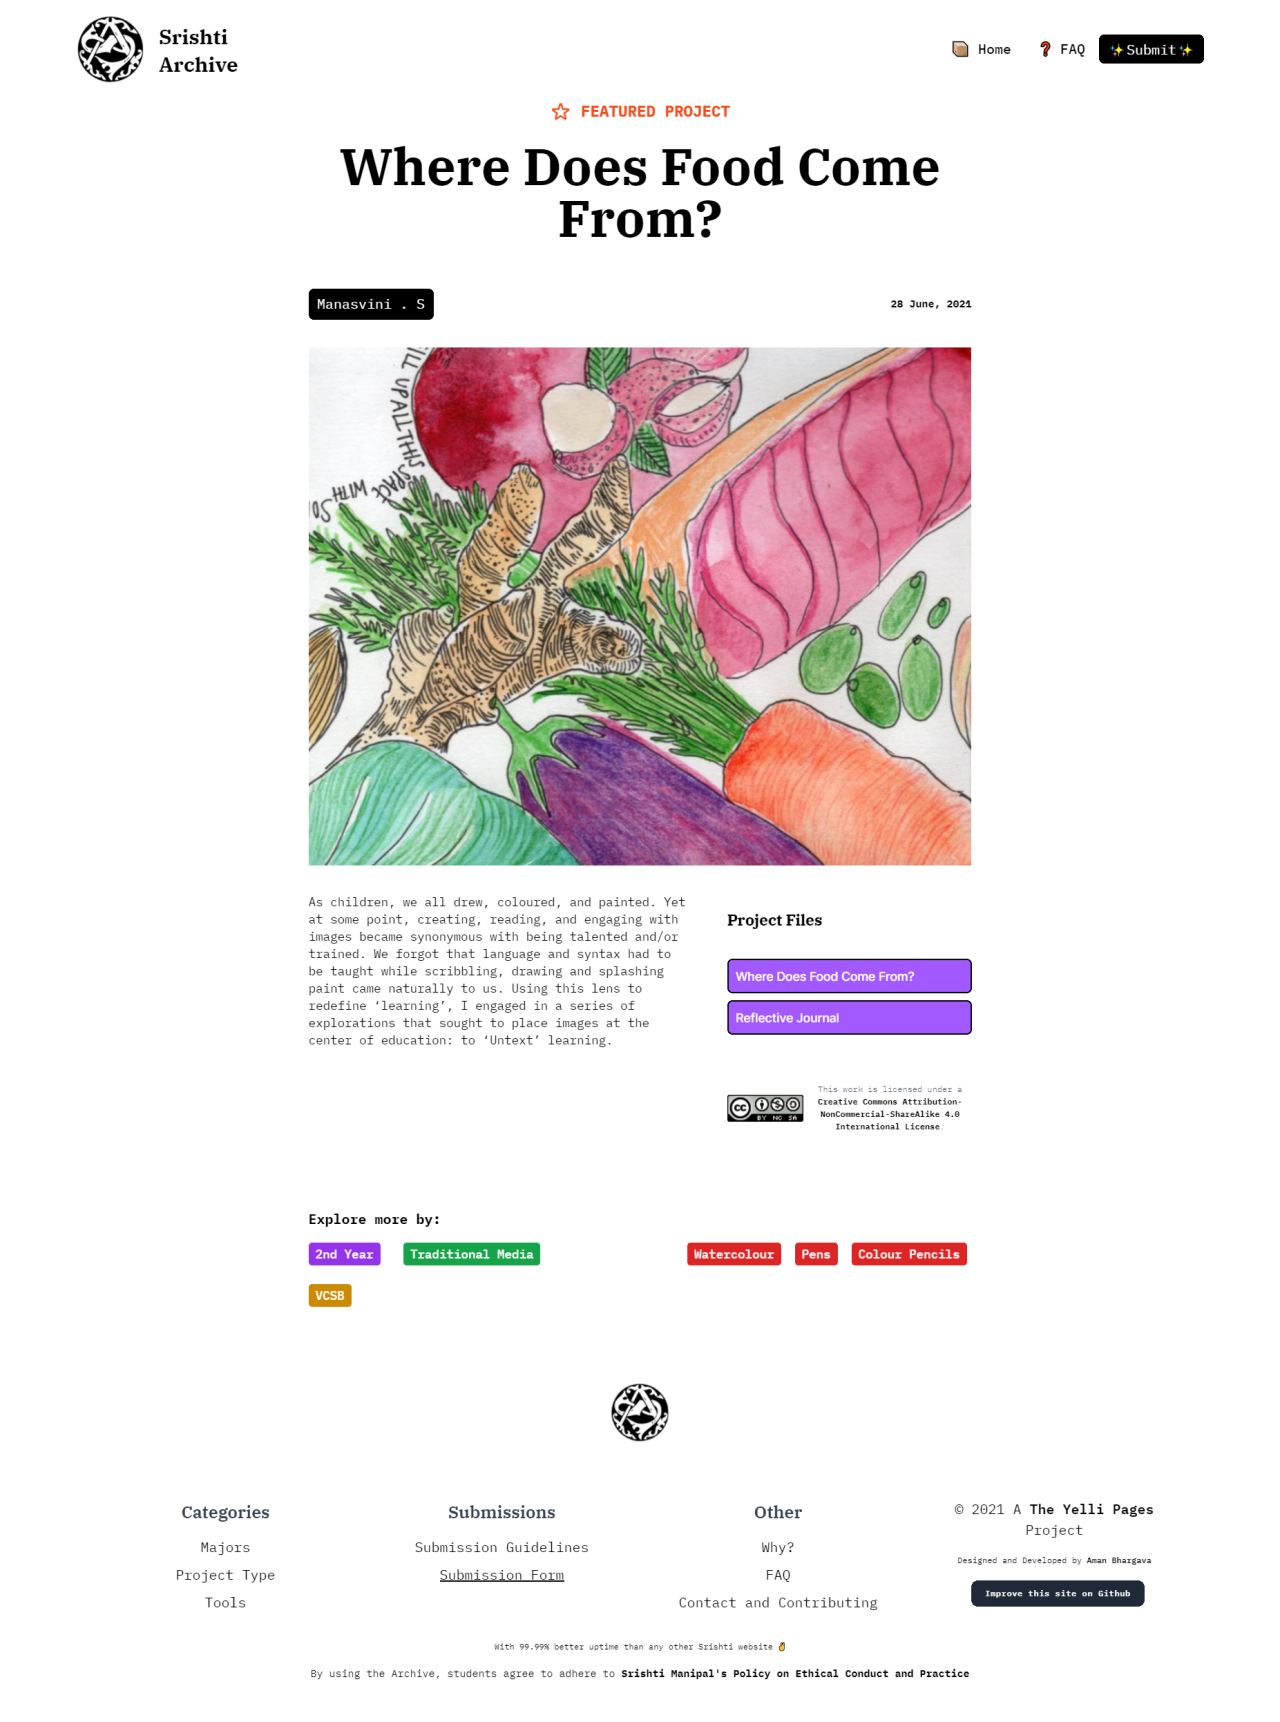 Srishti
Archive
Home
FAQ
Submit
FEATURED PROJECT
Where Does Food Come
From?
Manasvini . S
28 June, 2021
ILL UP ALL THIS SPACE WITH SO
As children, we all drew, coloured, and painted. Yet
at some point, creating, reading, and engaging with
images became synonymous with being talented and/or
trained. We forgot that language and syntax had to
be taught while scribbling, drawing and splashing
paint came naturally to us. Using this lens to
redefine ‘learning’, I engaged in a series of
explorations that sought to place images at the
center of education: to ‘Untext’ learning.
Project Files
Where Does Food Come From?
Reflective Journal
CC BY NC SA
This work is licensed under a
Creative Commons Attribution-
NonCommercial-ShareAlike 4.0
International License.
Explore more by:
2nd Year
Traditional Media
Watercolour
Pens
Colour Pencils
VCSB
Categories
Majors
Project Type
Tools
Submissions
Submission Guidelines
Submission Form
Other
Why?
FAQ
Contact and Contributing
© 2021 A The Yelli Pages
Project
Designed and Developed by Aman Bhargava
Improve this site on Github
With 99.99% better uptime than any other Srishti website ✌
By using the Archive, students agree to adhere to Srishti Manipal's Policy on Ethical Conduct and Practice